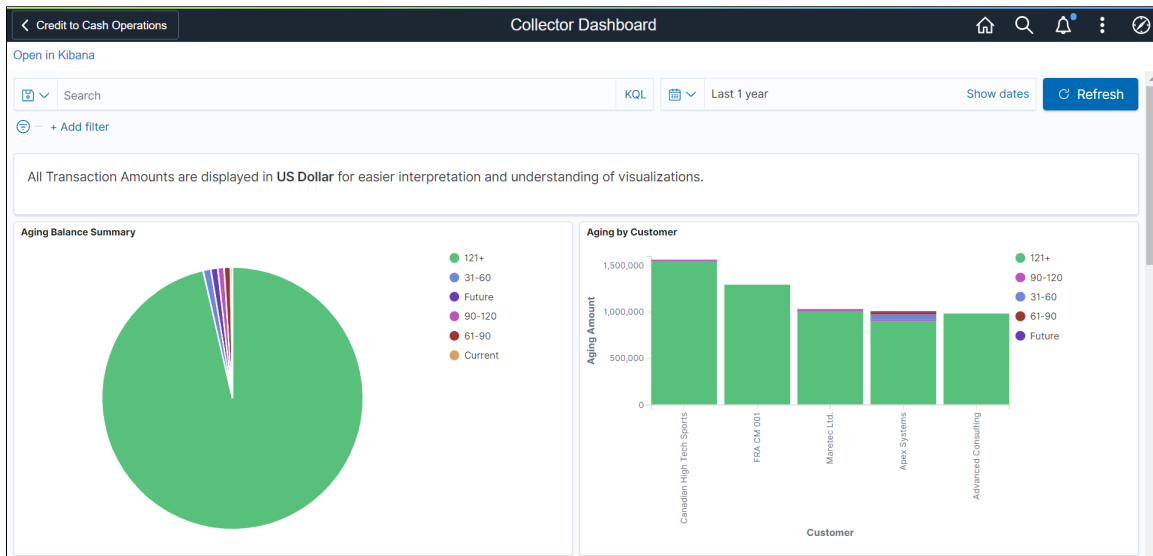 Credit to Cash Operations
Collector Dashboard
Open in Kibana
Search
KQL
Last 1 year
Show dates
Refresh
+ Add filter
All Transaction Amounts are displayed in US Dollar for easier interpretation and understanding of visualizations.
Aging Balance Summary
121+
31-60
Future
90-120
61-90
Current
Aging by Customer
Aging Amount
1,500,000
1,000,000
500,000
0
Canadian High Tech Sports
FRA CM 001
Maretec Ltd.
Apex Systems
Advanced Consulting
Customer
121+
90-120
31-60
61-90
Future